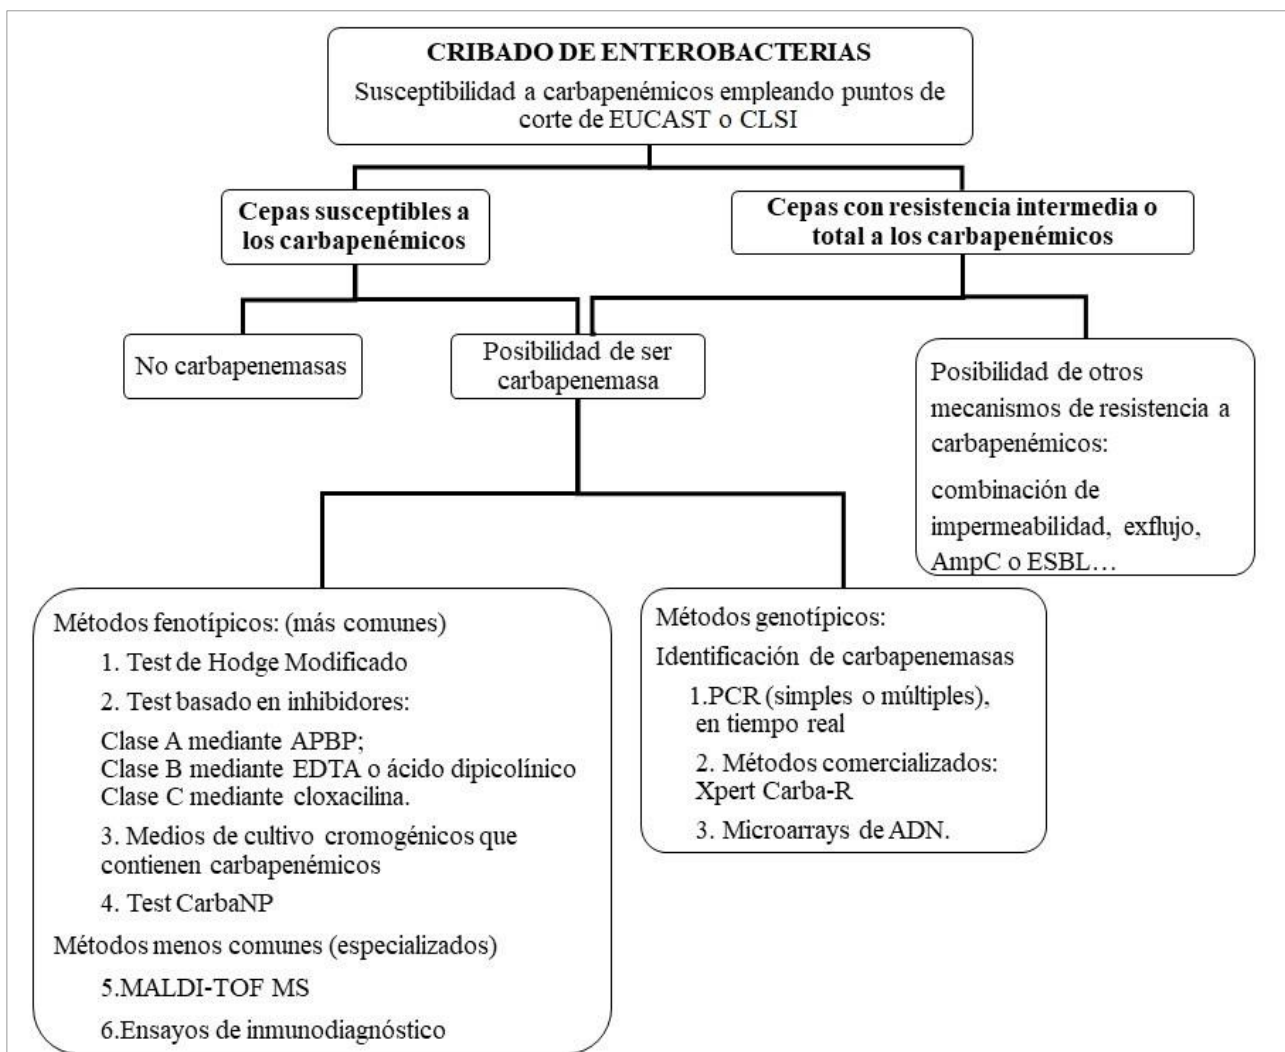 CRIBADO DE ENTEROBACTERIAS
Susceptibilidad a carbapenémicos empleando puntos de
corte de EUCAST o CLSI
Cepas susceptibles a
los carbapenémicos
Cepas con resistencia intermedia o
total a los carbapenémicos
No carbapenemasas
Posibilidad de ser
carbapenemasa
Posibilidad de otros
mecanismos de resistencia a
carbapenémicos:
combinación de
impermeabilidad, exflujo,
AmpC o ESBL…
Métodos fenotípicos: (más comunes)
1. Test de Hodge Modificado
2. Test basado en inhibidores:
Clase A mediante APBP;
Clase B mediante EDTA o ácido dipicolínico
Clase C mediante cloxacilina.
3. Medios de cultivo cromogénicos que
contienen carbapenémicos
4. Test CarbaNP
Métodos menos comunes (especializados)
5.MALDI-TOF MS
6.Ensayos de inmunodiagnóstico
Métodos genotípicos:
Identificación de carbapenemasas
1.PCR (simples o múltiples),
en tiempo real
2. Métodos comercializados:
Xpert Carba-R
3. Microarrays de ADN.